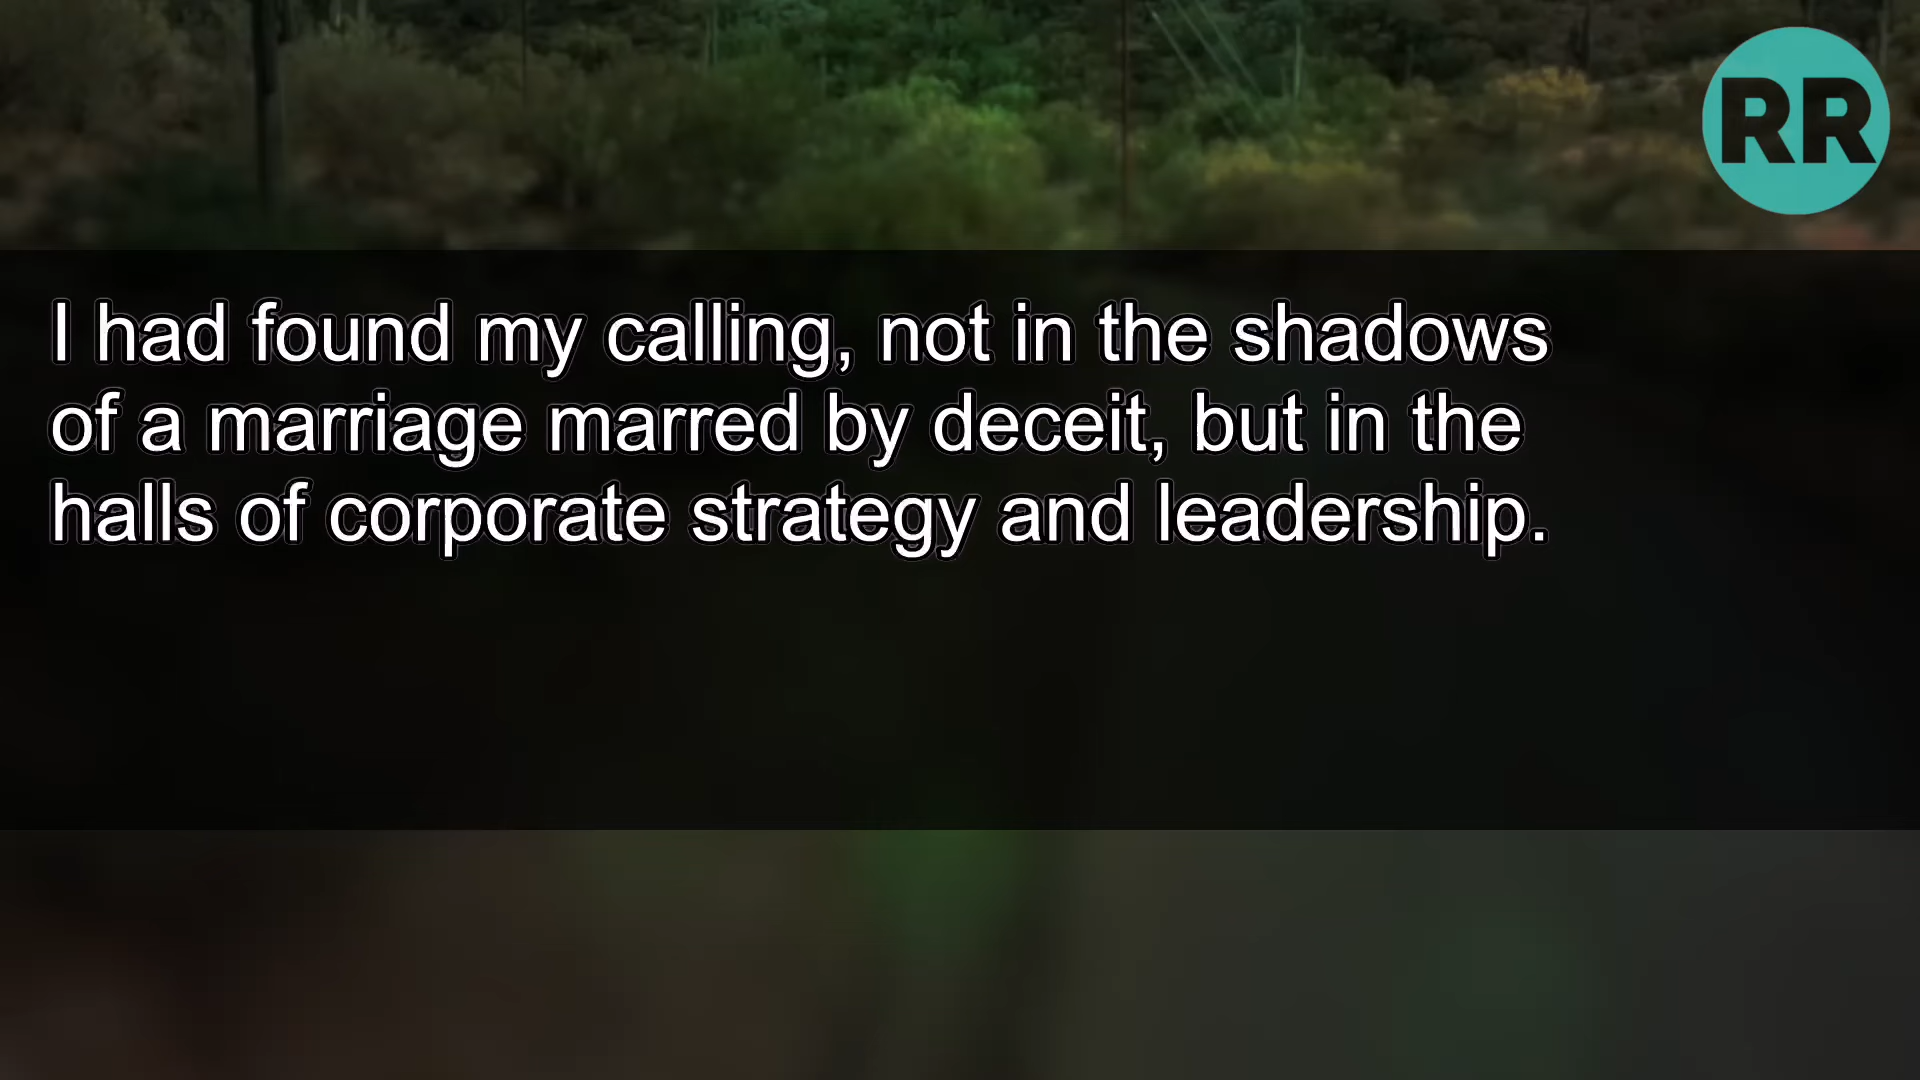 RR
I had found my calling, not in the shadows
of a marriage marred by deceit, but in the
halls of corporate strategy and leadership.